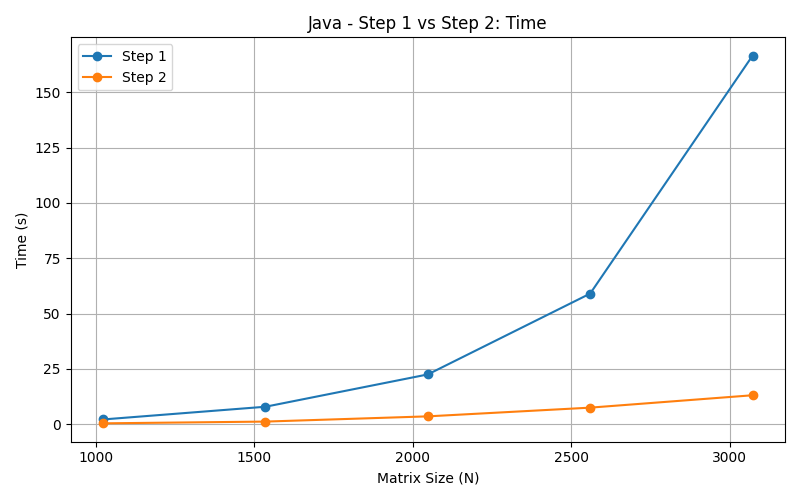 Java - Step 1 vs Step 2: Time
Step 1
Step 2
Time (s)
150
125
100
75
50
25
0
1000 1500 2000 2500 3000
Matrix Size (N)